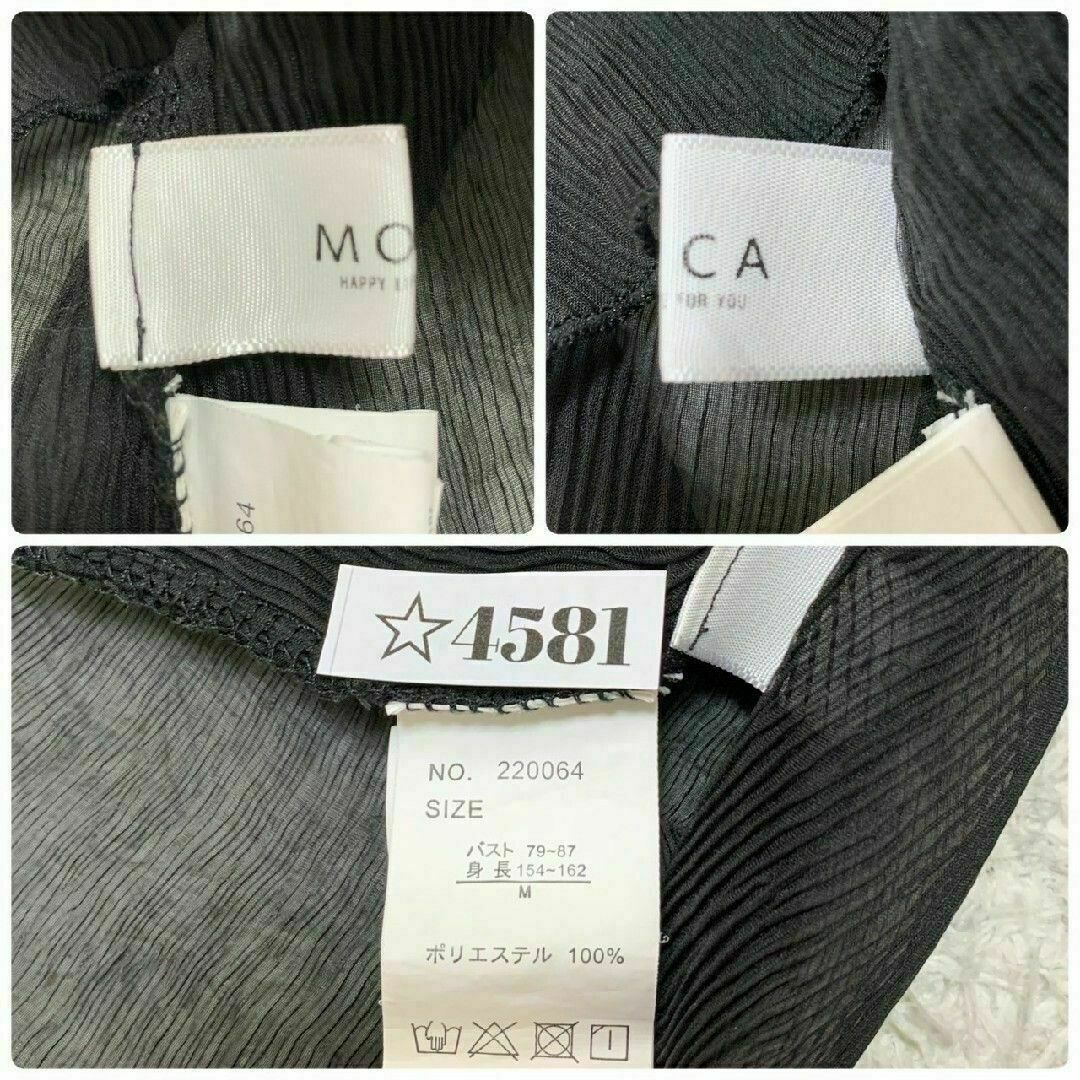 MO
HAPPY
64
CA
FOR YOU
☆4581
NO. 220064
SIZE
バスト 79~87
身長 154~162
M
ポリエステル 100%